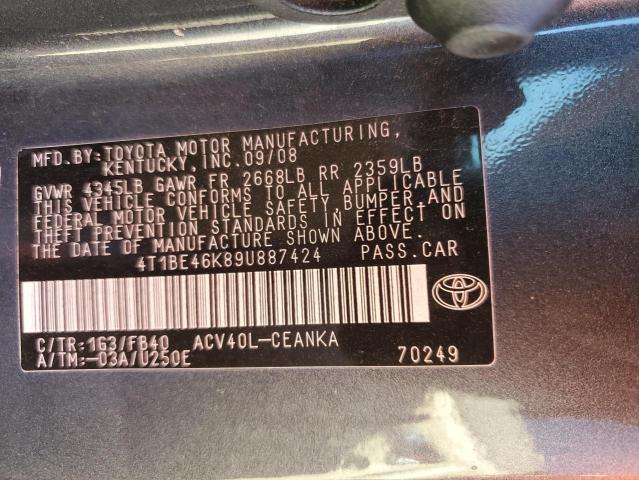 MFD.BY:TOYOTA MOTOR MANUFACTURING,
KENTUCKY, INC.09/08
GVWR 4345LB GAWR FR 2668LB RR 2359LB
THIS VEHICLE CONFORMS TO ALL APPLICABLE
FEDERAL MOTOR VEHICLE SAFETY, BUMPER, AND
THEFT PREVENTION STANDARDS IN EFFECT ON
THE DATE OF MANUFACTURE SHOWN ABOVE.
4T1BE46K89U887424 PASS.CAR
C/TR:1G3/FB40 ACV40L-CEANKA
A/TM:-03A/U250E 70249